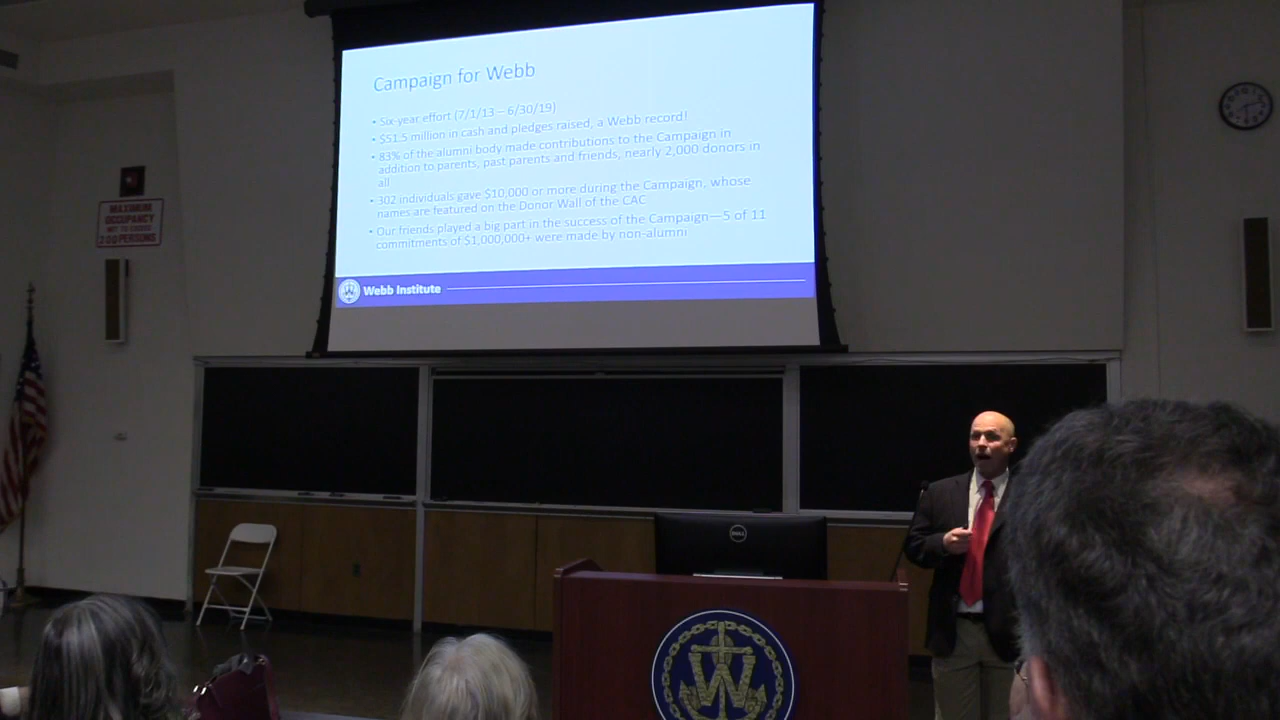 Campaign for Webb
• Six-year effort (7/1/13 – 6/30/19)
• $51.5 million in cash and pledges raised, a Webb record!
• 83% of the alumni body made contributions to the Campaign in
addition to parents, past parents and friends, nearly 2,000 donors in
all
• 302 individuals gave $10,000 or more during the Campaign, whose
names are featured on the Donor Wall of the CAC
• Our friends played a big part in the success of the Campaign—5 of 11
commitments of $1,000,000+ were made by non-alumni
Webb Institute
MAXIMUM
OCCUPANCY
NOT TO EXCEED
200 PERSONS
DELL
W